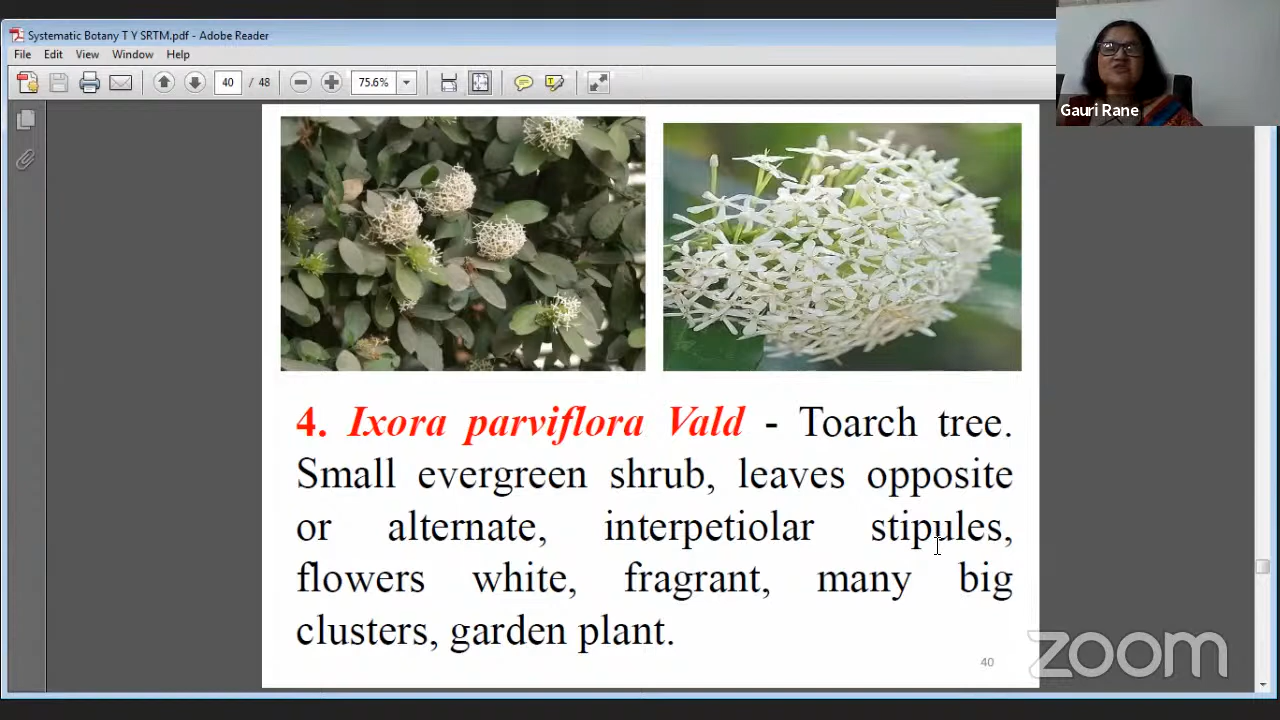 Systematic Botany T Y SRTM.pdf - Adobe Reader
File Edit View Window Help
40 / 48 75.6%
Gauri Rane
4. Ixora parviflora Vald - Toarch tree.
Small evergreen shrub, leaves opposite
or alternate, interpetiolar stipules,
flowers white, fragrant, many big
clusters, garden plant.
40
zoom